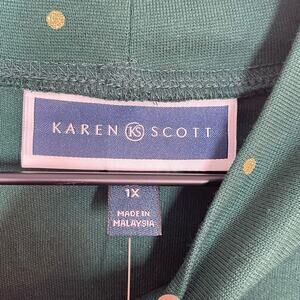 KAREN KS SCOTT
1X
MADE IN
MALAYSIA